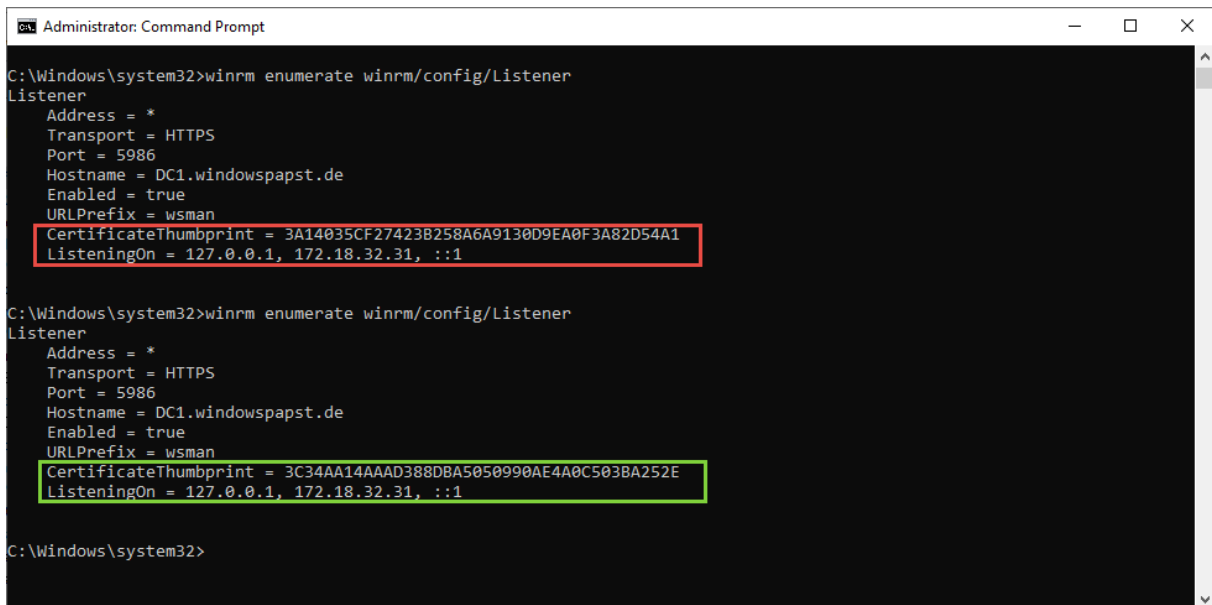 Administrator: Command Prompt
C:\Windows\system32>winrm enumerate winrm/config/Listener
Listener
    Address = *
    Transport = HTTPS
    Port = 5986
    Hostname = DC1.windowspapst.de
    Enabled = true
    URLPrefix = wsman
    CertificateThumbprint = 3A14035CF27423B258A6A9130D9EA0F3A82D54A1
    ListeningOn = 127.0.0.1, 172.18.32.31, ::1
C:\Windows\system32>winrm enumerate winrm/config/Listener
Listener
    Address = *
    Transport = HTTPS
    Port = 5986
    Hostname = DC1.windowspapst.de
    Enabled = true
    URLPrefix = wsman
    CertificateThumbprint = 3C34AA14AAAD388DBA5050990AE4A0C503BA252E
    ListeningOn = 127.0.0.1, 172.18.32.31, ::1
C:\Windows\system32>